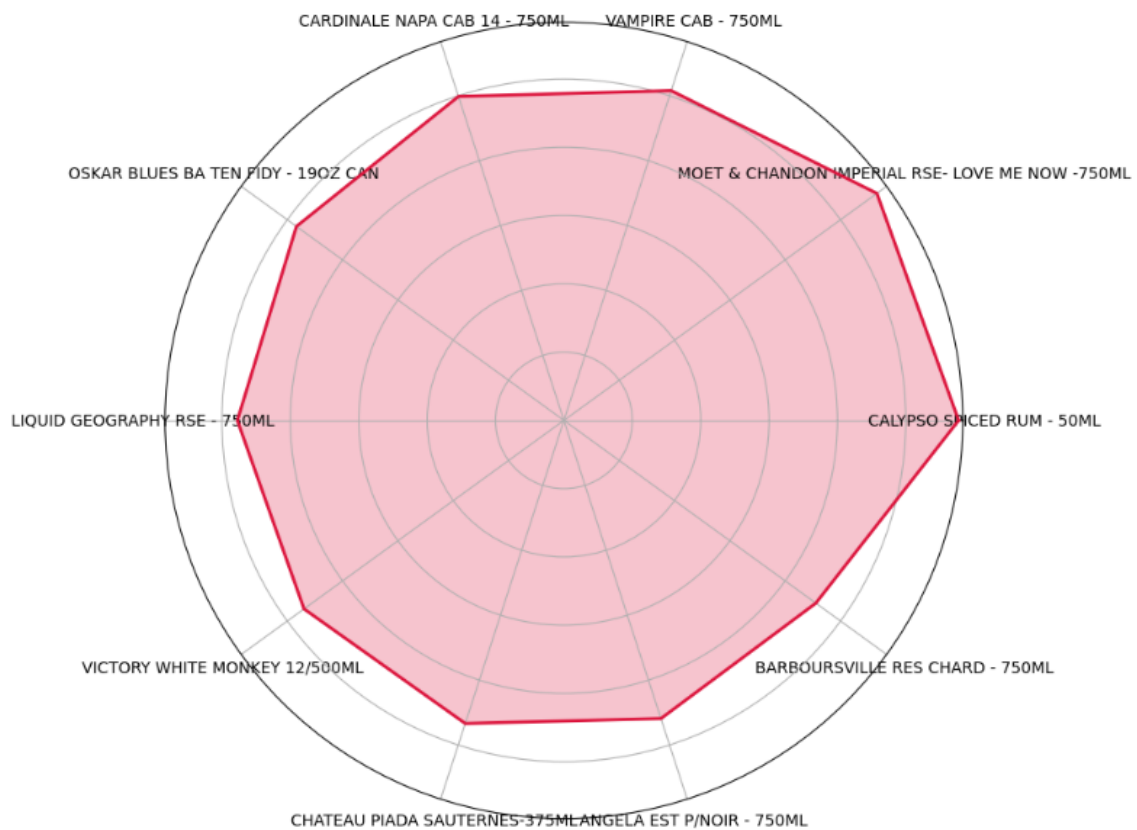 CARDINALE NAPA CAB 14 - 750ML
VAMPIRE CAB - 750ML
OSKAR BLUES BA TEN FIDY - 19OZ CAN
MOET & CHANDON IMPERIAL RSE- LOVE ME NOW -750ML
LIQUID GEOGRAPHY RSE - 750ML
CALYPSO SPICED RUM - 50ML
VICTORY WHITE MONKEY 12/500ML
BARBOURSVILLE RES CHARD - 750ML
CHATEAU PIADA SAUTERNES-375ML
ANGELA EST P/NOIR - 750ML